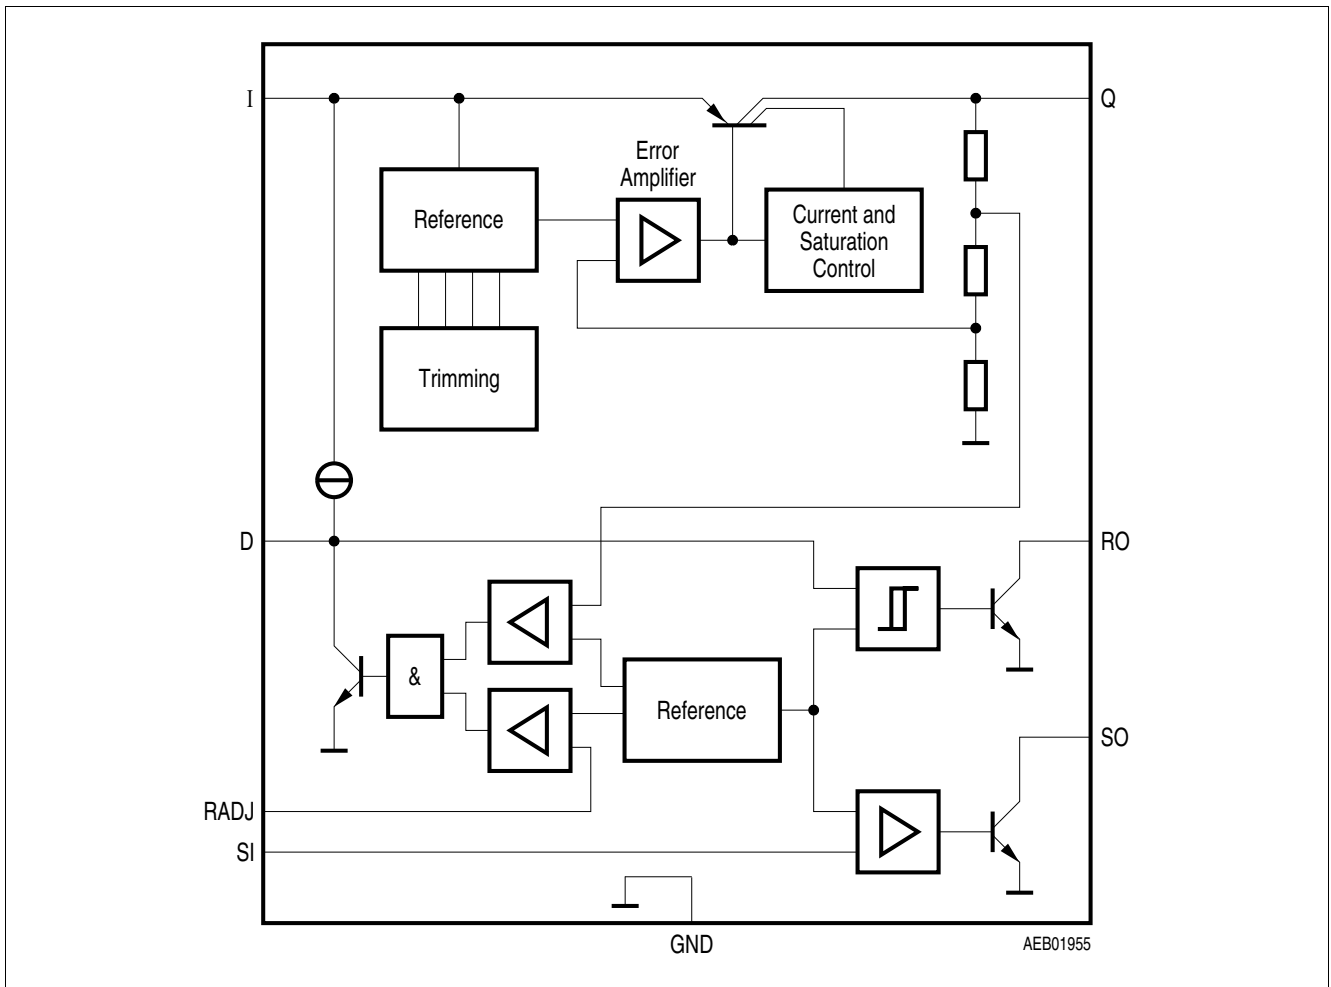 I
Q
Error
Amplifier
Reference
Current and
Saturation
Control
Trimming
D
RO
&
Reference
SO
RADJ
SI
GND
AEB01955